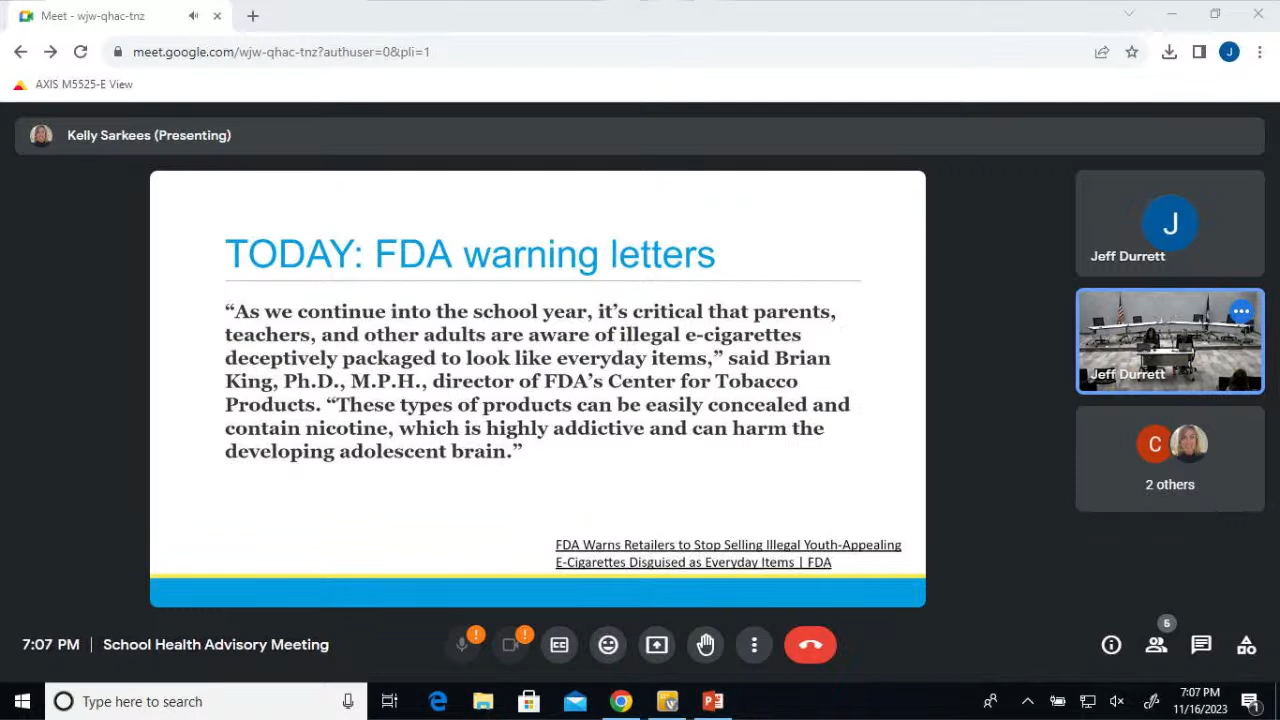 Meet - wjw-qhac-tnz
meet.google.com/wjw-qhac-tnz?authuser=0&pli=1
J
AXIS M5525-E View
Kelly Sarkees (Presenting)
TODAY: FDA warning letters
“As we continue into the school year, it’s critical that parents,
teachers, and other adults are aware of illegal e-cigarettes
deceptively packaged to look like everyday items,” said Brian
King, Ph.D., M.P.H., director of FDA’s Center for Tobacco
Products. “These types of products can be easily concealed and
contain nicotine, which is highly addictive and can harm the
developing adolescent brain.”
FDA Warns Retailers to Stop Selling Illegal Youth-Appealing
E-Cigarettes Disguised as Everyday Items | FDA
J
Jeff Durrett
Jeff Durrett
C
2 others
7:07 PM | School Health Advisory Meeting
!
!
CC
5
Type here to search
7:07 PM
11/16/2023
1